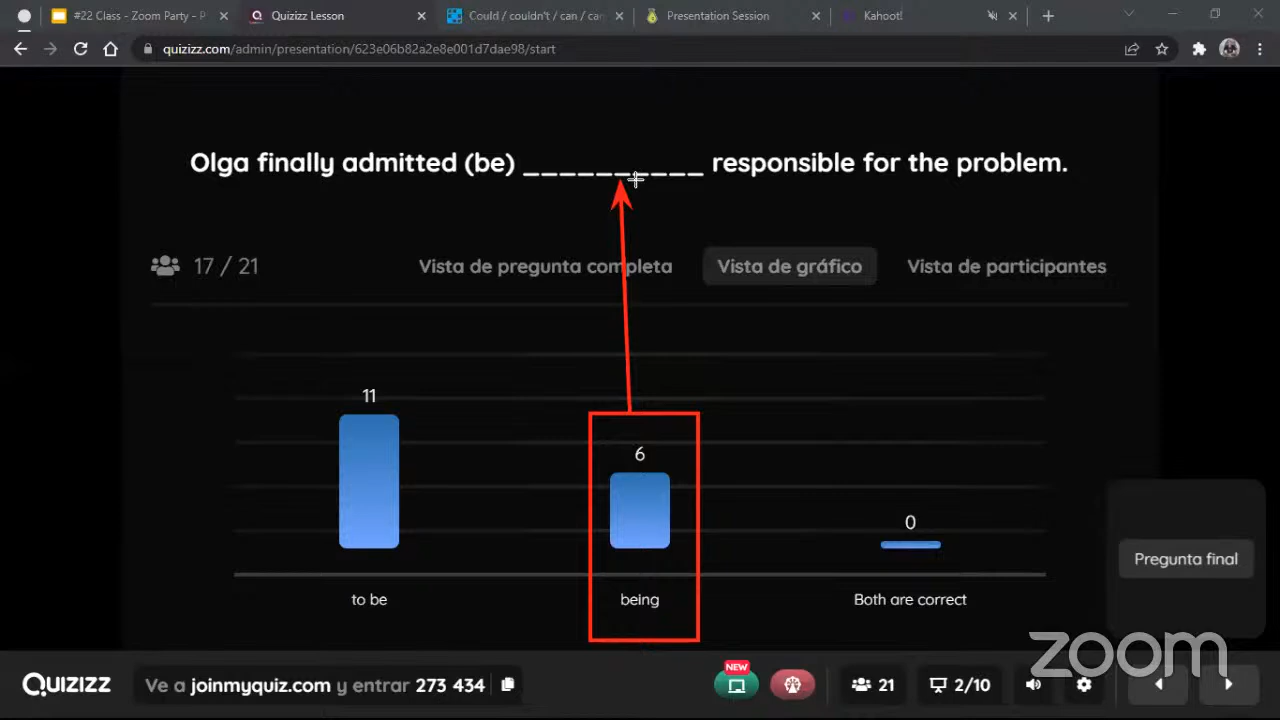 #22 Class - Zoom Party - P
Quizizz Lesson
Could / couldn't / can / can
Presentation Session
Kahoot!
quizizz.com/admin/presentation/623e06b82a2e8e001d7dae98/start
Olga finally admitted (be) __________ responsible for the problem.
17 / 21
Vista de pregunta completa
Vista de gráfico
Vista de participantes
11
6
0
to be
being
Both are correct
Pregunta final
zoom
Quizizz
Ve a joinmyquiz.com y entrar 273 434
NEW
21
2/10